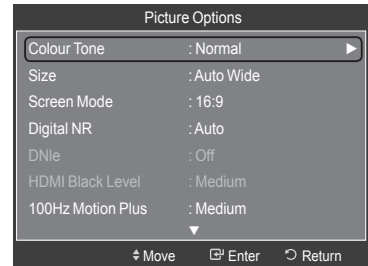 Picture Options
Colour Tone : Normal ►
Size : Auto Wide
Screen Mode : 16:9
Digital NR : Auto
DNIe : Off
HDMI Black Level : Medium
100Hz Motion Plus : Medium
▼
Move Enter Return